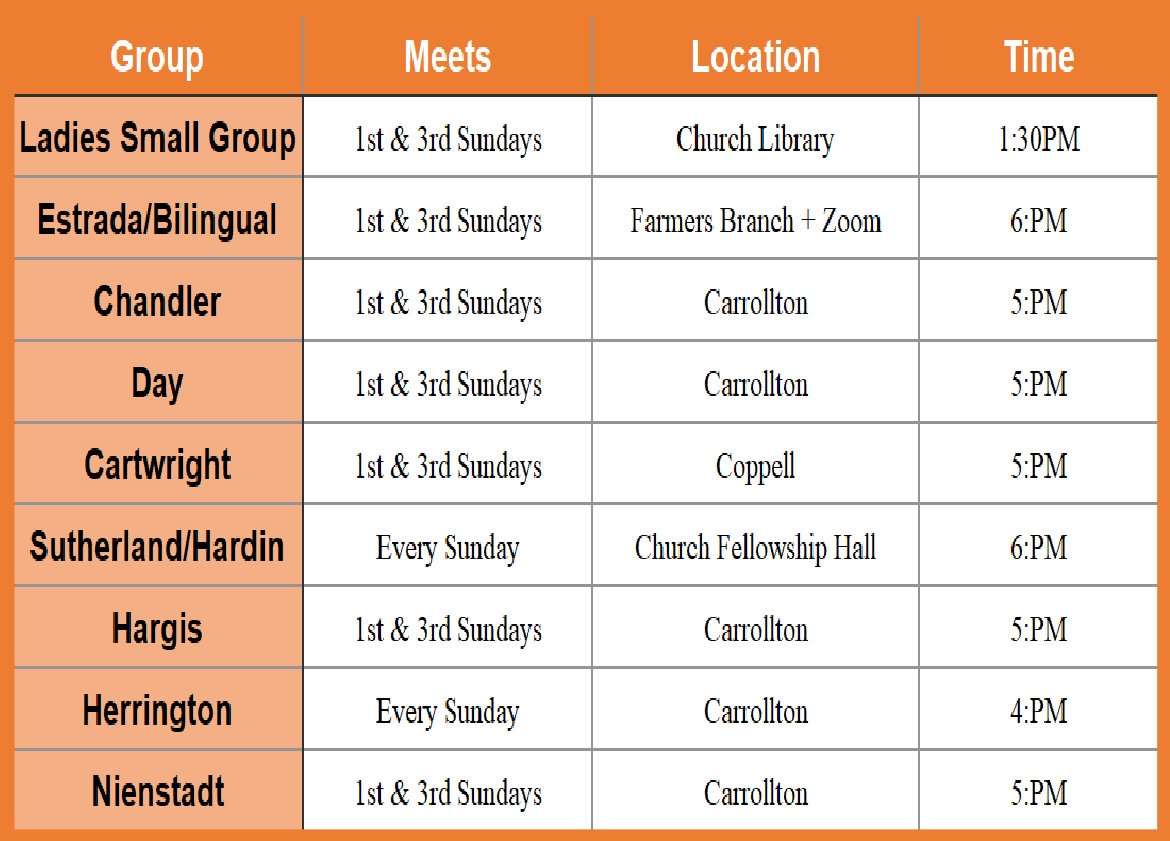 Group Meets Location Time
Ladies Small Group 1st & 3rd Sundays Church Library 1:30PM
Estrada/Bilingual 1st & 3rd Sundays Farmers Branch + Zoom 6:PM
Chandler 1st & 3rd Sundays Carrollton 5:PM
Day 1st & 3rd Sundays Carrollton 5:PM
Cartwright 1st & 3rd Sundays Coppell 5:PM
Sutherland/Hardin Every Sunday Church Fellowship Hall 6:PM
Hargis 1st & 3rd Sundays Carrollton 5:PM
Herrington Every Sunday Carrollton 4:PM
Nienstadt 1st & 3rd Sundays Carrollton 5:PM